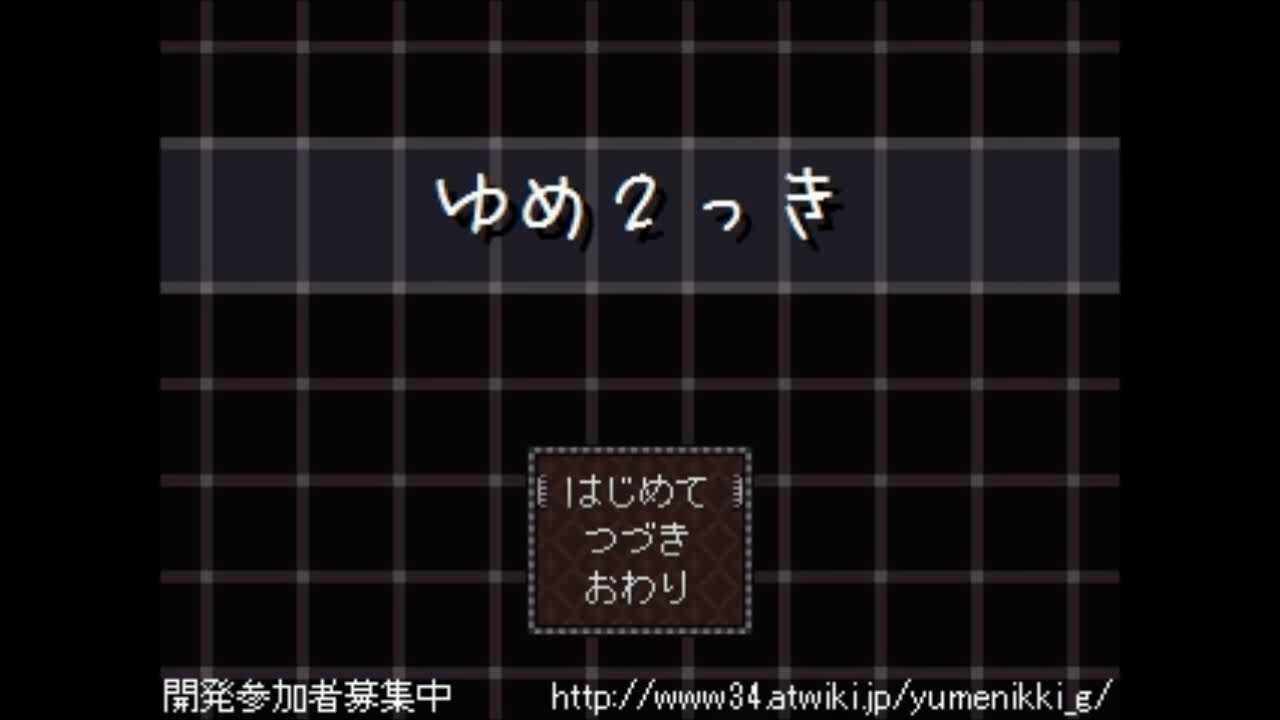 ゆめ2っき
はじめて
つづき
おわり
開発参加者募集中
http://www34.atwiki.jp/yumenikki_g/